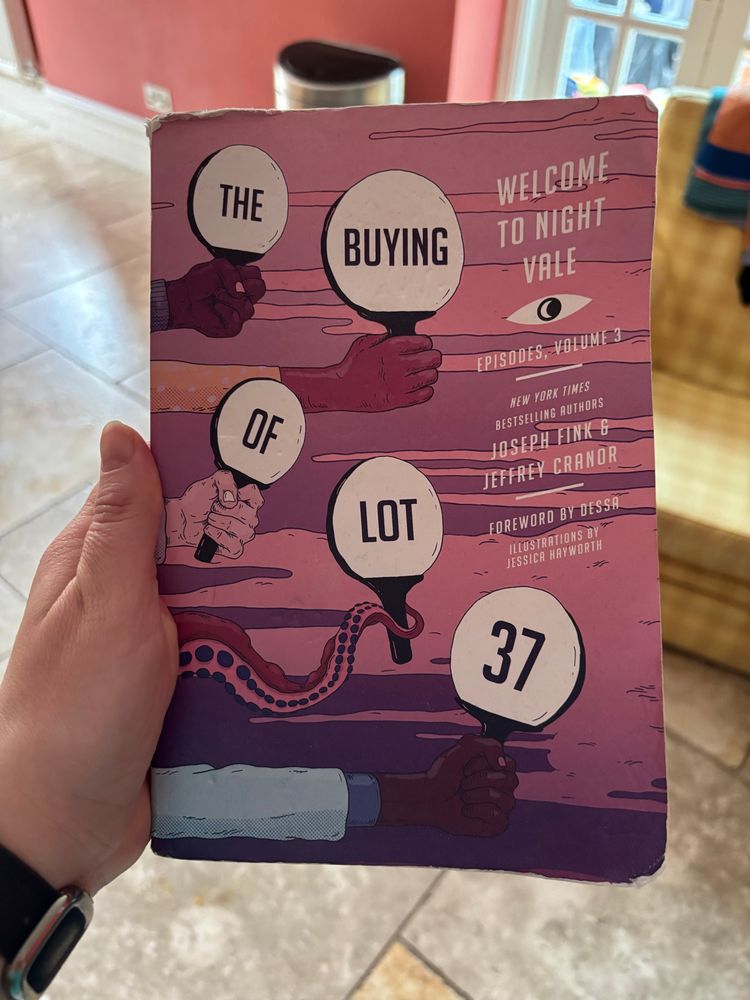 THE
BUYING
OF
LOT
37
WELCOME
TO NIGHT
VALE
EPISODES, VOLUME 3
NEW YORK TIMES
BESTSELLING AUTHORS
JOSEPH FINK &
JEFFREY CRANOR
FOREWORD BY DESSA
ILLUSTRATIONS BY
JESSICA HAYWORTH